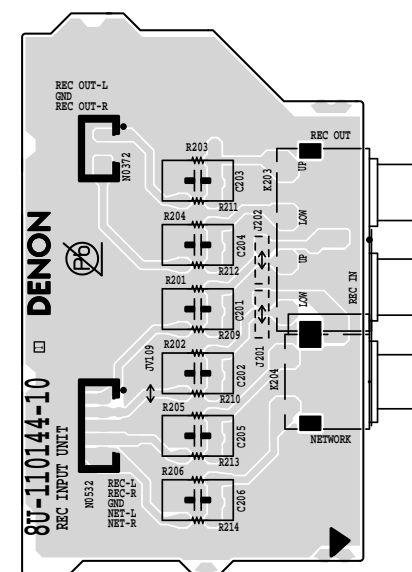 REC OUT-L
GND
REC OUT-R
N0372
DENON
Pb
8U-110144-10
REC INPUT UNIT
R203
C203
R211
R204
C204
R212
R201
C201
R209
JV109
R202
C202
R210
R205
C205
R213
R206
C206
R214
N0532
REC-L
REC-R
GND
NET-L
NET-R
REC OUT
UP
K203
LOW
J202
UP
REC IN
LOW
J201
K204
NETWORK